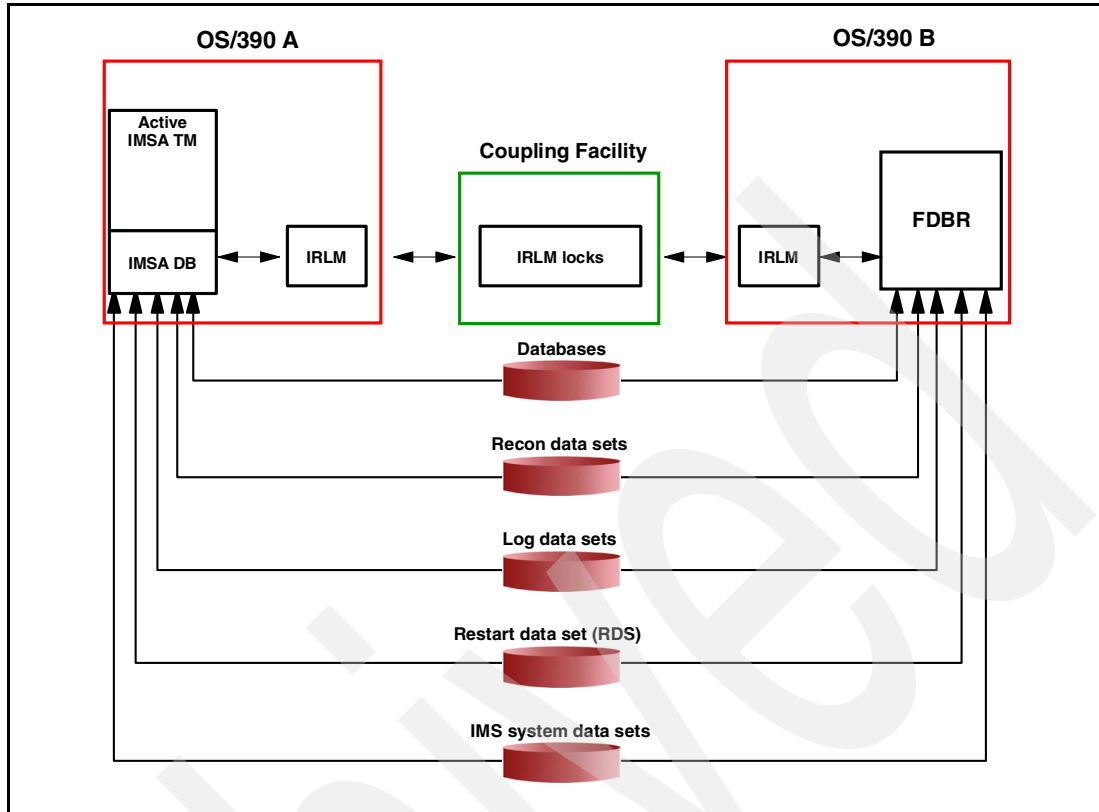 OS/390 A
OS/390 B
Active
IMSA TM
Coupling Facility
FDBR
IMSA DB
IRLM
IRLM locks
IRLM
Databases
Recon data sets
Log data sets
Restart data set (RDS)
IMS system data sets